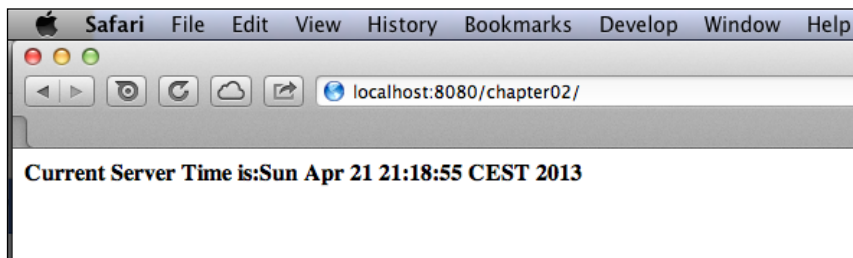 Safari File Edit View History Bookmarks Develop Window Help
localhost:8080/chapter02/
Current Server Time is:Sun Apr 21 21:18:55 CEST 2013